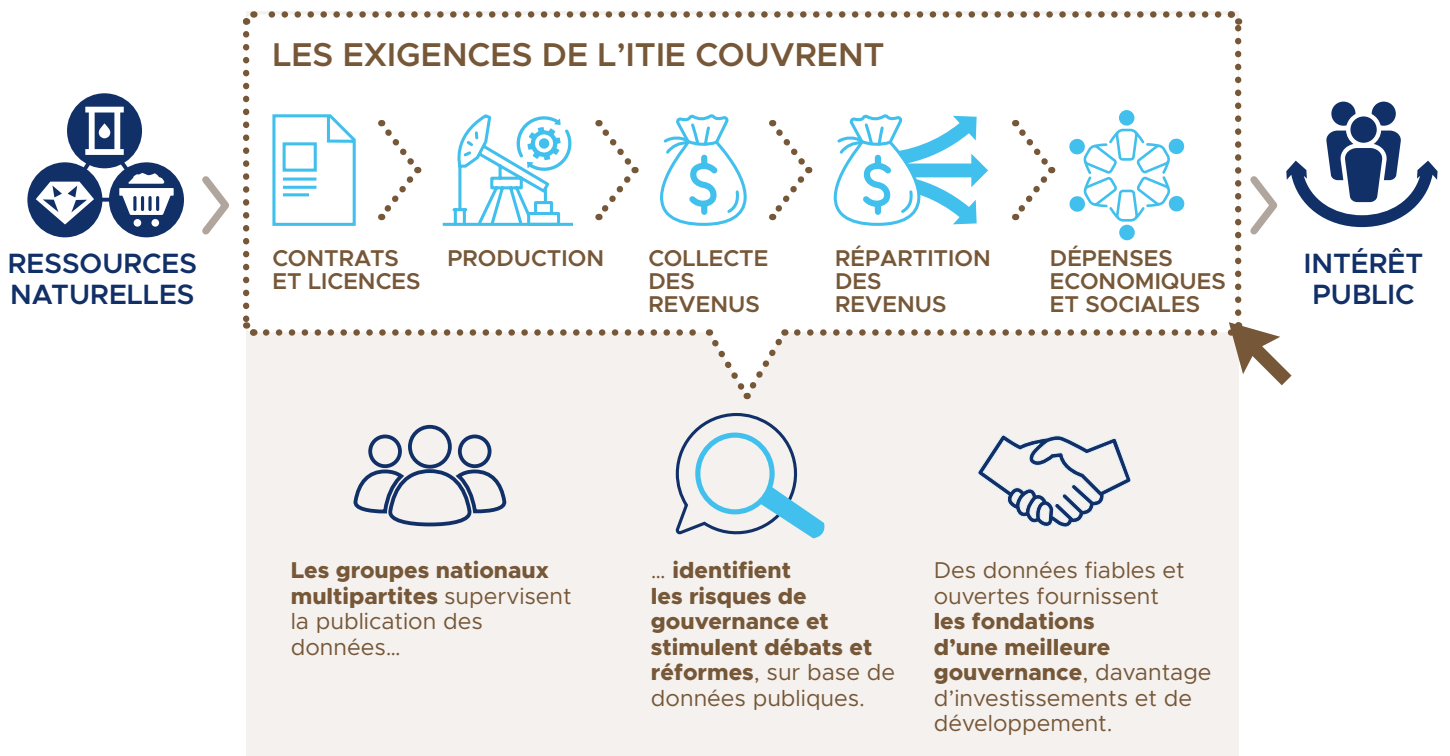 LES EXIGENCES DE L'ITIE COUVRENT
RESSOURCES
NATURELLES
CONTRATS
ET LICENCES
PRODUCTION
COLLECTE
DES
REVENUS
RÉPARTITION
DES
REVENUS
DÉPENSES
ECONOMIQUES
ET SOCIALES
INTÉRÊT
PUBLIC
$
$
Les groupes nationaux
multipartites supervisent
la publication des
données...
... identifient
les risques de
gouvernance et
stimulent débats et
réformes, sur base de
données publiques.
Des données fiables et
ouvertes fournissent
les fondations
d'une meilleure
gouvernance, davantage
d'investissements et de
développement.